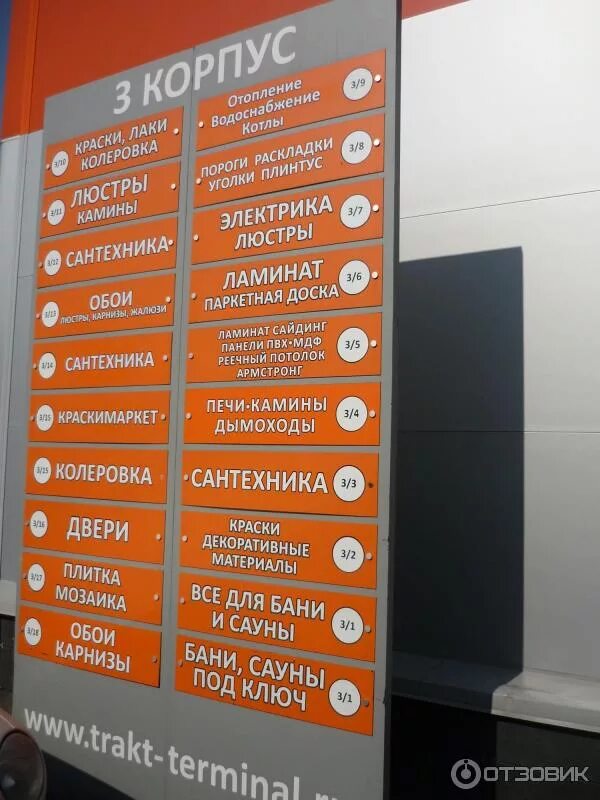 3 КОРПУС
3/10
КРАСКИ, ЛАКИ
КОЛЕРОВКА
3/11
ЛЮСТРЫ
КАМИНЫ
3/12
САНТЕХНИКА
3/13
ОБОИ
ЛЮСТРЫ, КАРНИЗЫ, ЖАЛЮЗИ
3/14
САНТЕХНИКА
3/15
КРАСКИМАРКЕТ
3/15
КОЛЕРОВКА
3/16
ДВЕРИ
3/17
ПЛИТКА
МОЗАИКА
3/18
ОБОИ
КАРНИЗЫ
Отопление
Водоснабжение
Котлы
3/9
ПОРОГИ РАСКЛАДКИ
УГОЛКИ ПЛИНТУС
3/8
ЭЛЕКТРИКА
ЛЮСТРЫ
3/7
ЛАМИНАТ
ПАРКЕТНАЯ ДОСКА
3/6
ЛАМИНАТ САЙДИНГ
ПАНЕЛИ ПВХ•МДФ
РЕЕЧНЫЙ ПОТОЛОК
АРМСТРОНГ
3/5
ПЕЧИ•КАМИНЫ
ДЫМОХОДЫ
3/4
САНТЕХНИКА
3/3
КРАСКИ
ДЕКОРАТИВНЫЕ
МАТЕРИАЛЫ
3/2
ВСЕ ДЛЯ БАНИ
И САУНЫ
3/1
БАНИ, САУНЫ
ПОД КЛЮЧ
3/1
www.trakt-terminal.ru
ОТЗОВИК